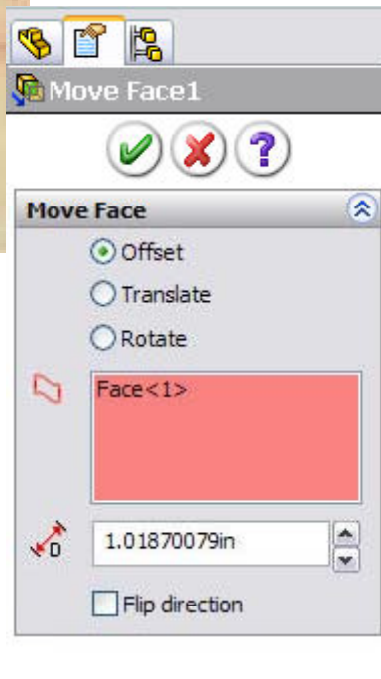 Move Face1
?
Move Face
Offset
Translate
Rotate
Face<1>
D
1.01870079in
Flip direction